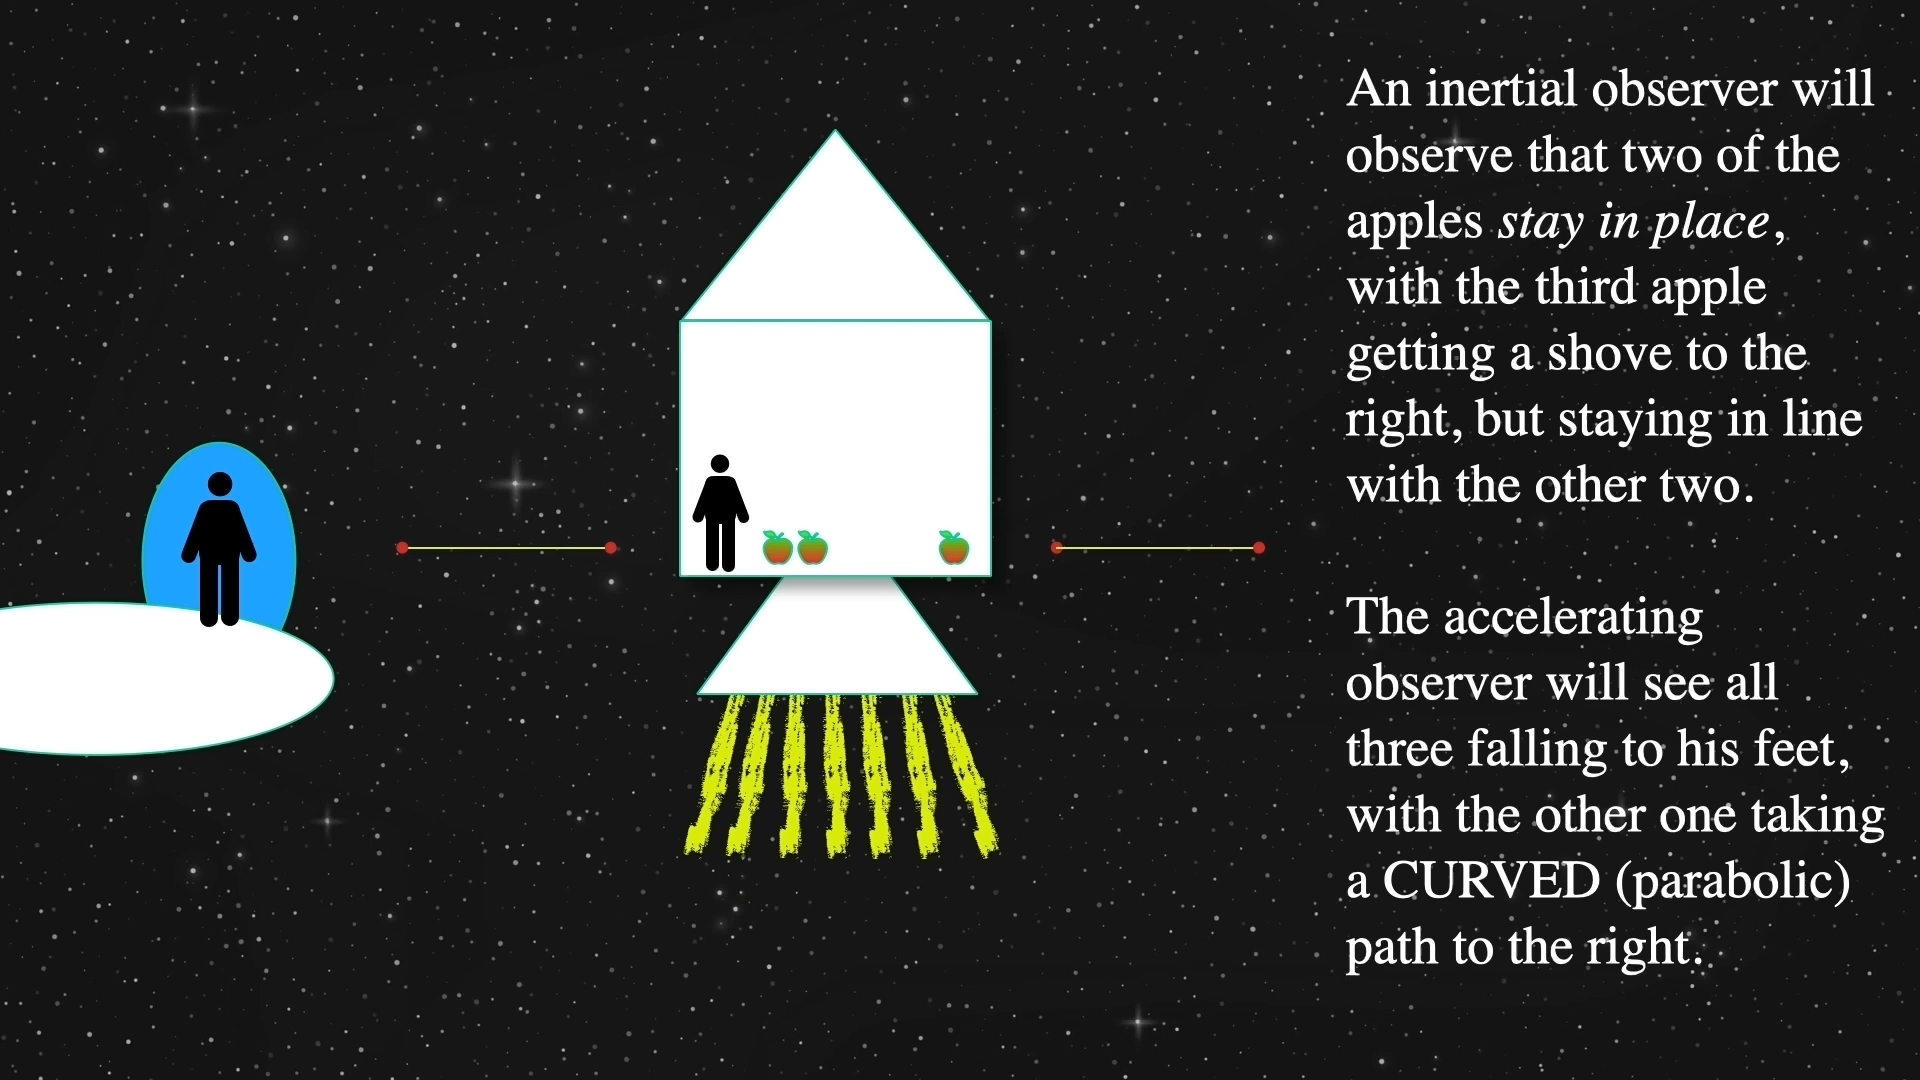 An inertial observer will
observe that two of the
apples stay in place,
with the third apple
getting a shove to the
right, but staying in line
with the other two.
The accelerating
observer will see all
three falling to his feet,
with the other one taking
a CURVED (parabolic)
path to the right.